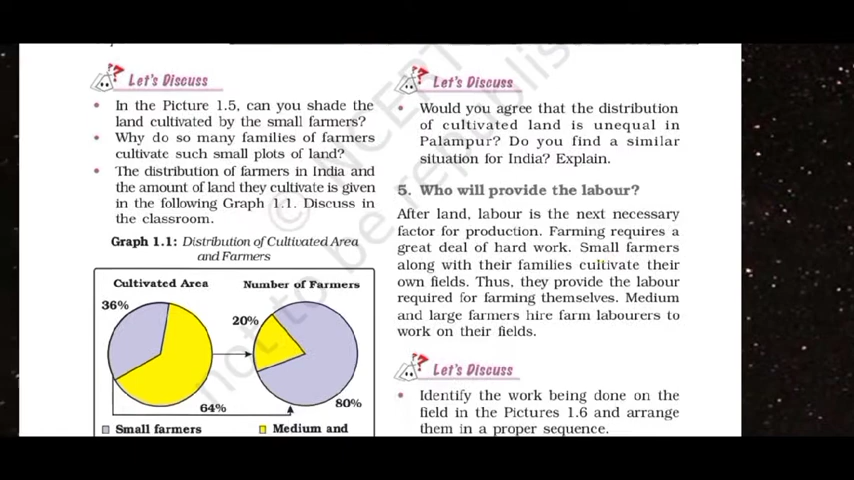 Let's Discuss
• In the Picture 1.5, can you shade the
land cultivated by the small farmers?
• Why do so many families of farmers
cultivate such small plots of land?
• The distribution of farmers in India and
the amount of land they cultivate is given
in the following Graph 1.1. Discuss in
the classroom.
Graph 1.1: Distribution of Cultivated Area
and Farmers
Cultivated Area
Number of Farmers
36%
20%
64%
80%
Small farmers
Medium and
Let's Discuss
• Would you agree that the distribution
of cultivated land is unequal in
Palampur? Do you find a similar
situation for India? Explain.
5. Who will provide the labour?
After land, labour is the next necessary
factor for production. Farming requires a
great deal of hard work. Small farmers
along with their families cultivate their
own fields. Thus, they provide the labour
required for farming themselves. Medium
and large farmers hire farm labourers to
work on their fields.
Let's Discuss
• Identify the work being done on the
field in the Pictures 1.6 and arrange
them in a proper sequence.
© NCERT
not to be republis